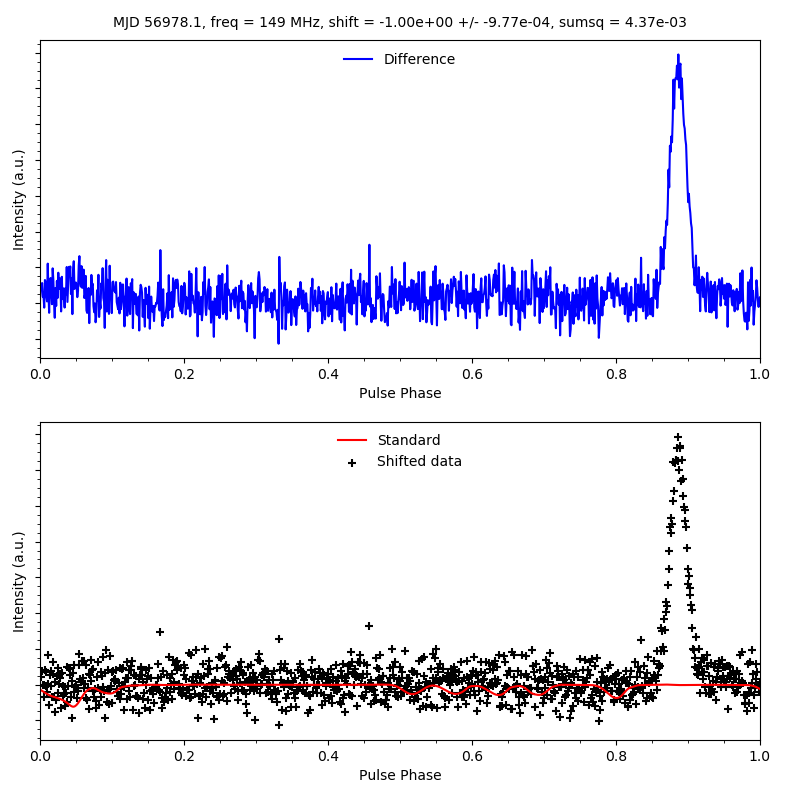 MJD 56978.1, freq = 149 MHz, shift = -1.00e+00 +/- -9.77e-04, sumsq = 4.37e-03
Difference
Intensity (a.u.)
0.0 0.2 0.4 0.6 0.8 1.0
Pulse Phase
Standard
Shifted data
Intensity (a.u.)
0.0 0.2 0.4 0.6 0.8 1.0
Pulse Phase